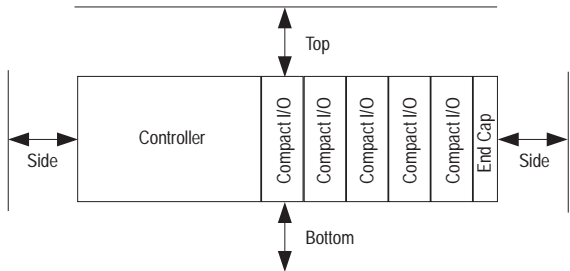 Top
Side
Controller
Compact I/O
Compact I/O
Compact I/O
Compact I/O
Compact I/O
End Cap
Side
Bottom